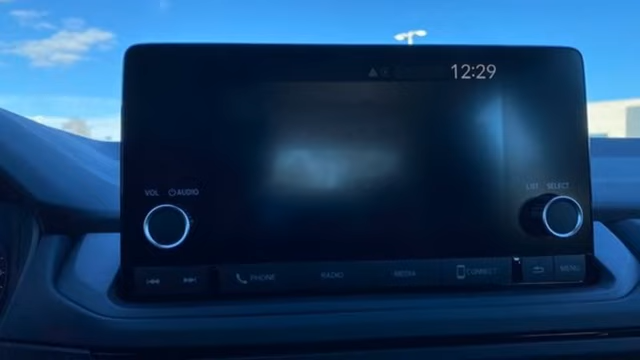 12:29
VOL AUDIO
LIST SELECT
PHONE RADIO MEDIA CONNECT MENU